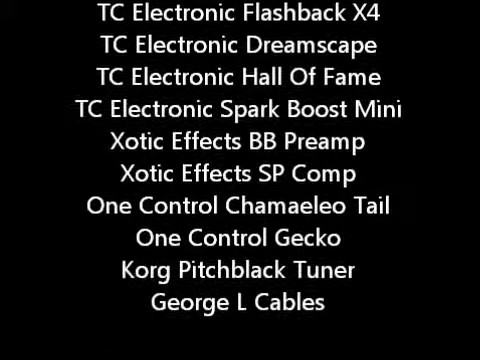 TC Electronic Flashback X4
TC Electronic Dreamscape
TC Electronic Hall Of Fame
TC Electronic Spark Boost Mini
Xotic Effects BB Preamp
Xotic Effects SP Comp
One Control Chamaeleo Tail
One Control Gecko
Korg Pitchblack Tuner
George L Cables